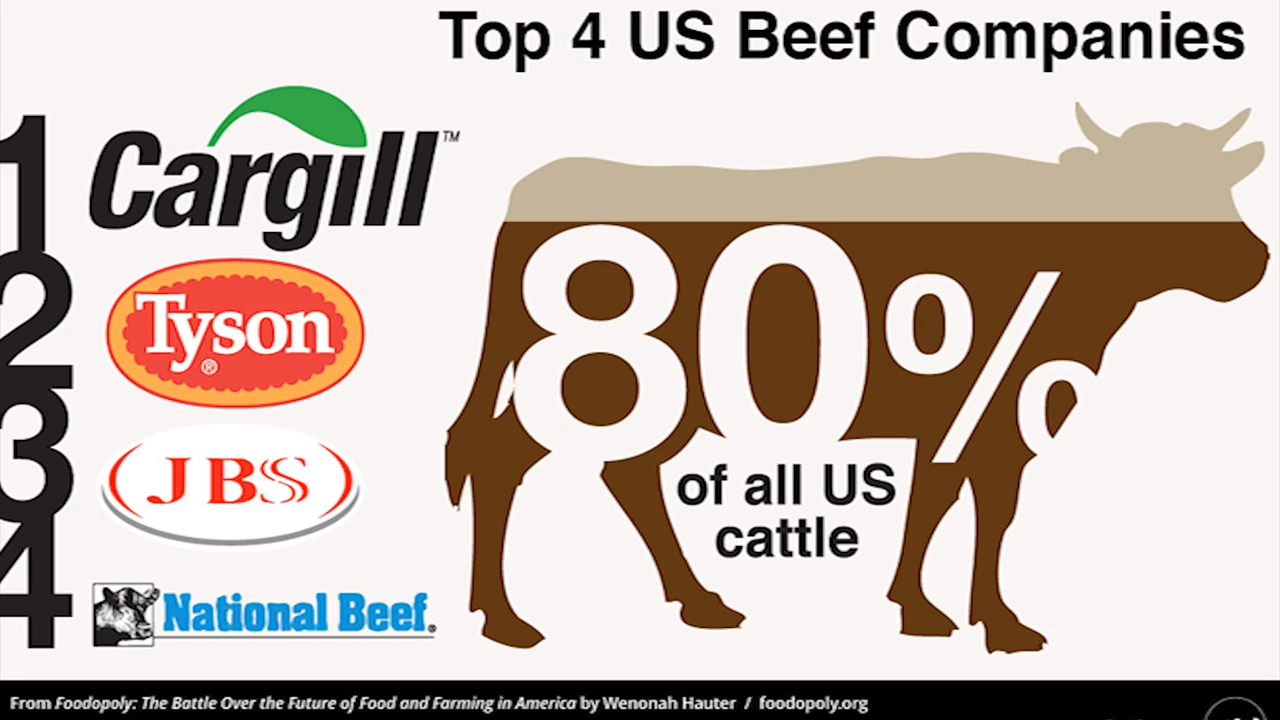 Top 4 US Beef Companies
1
Cargill™
2
Tyson®
3
JBS
4
National Beef®
80%
of all US
cattle
From Foodopoly: The Battle Over the Future of Food and Farming in America by Wenonah Hauter / foodopoly.org